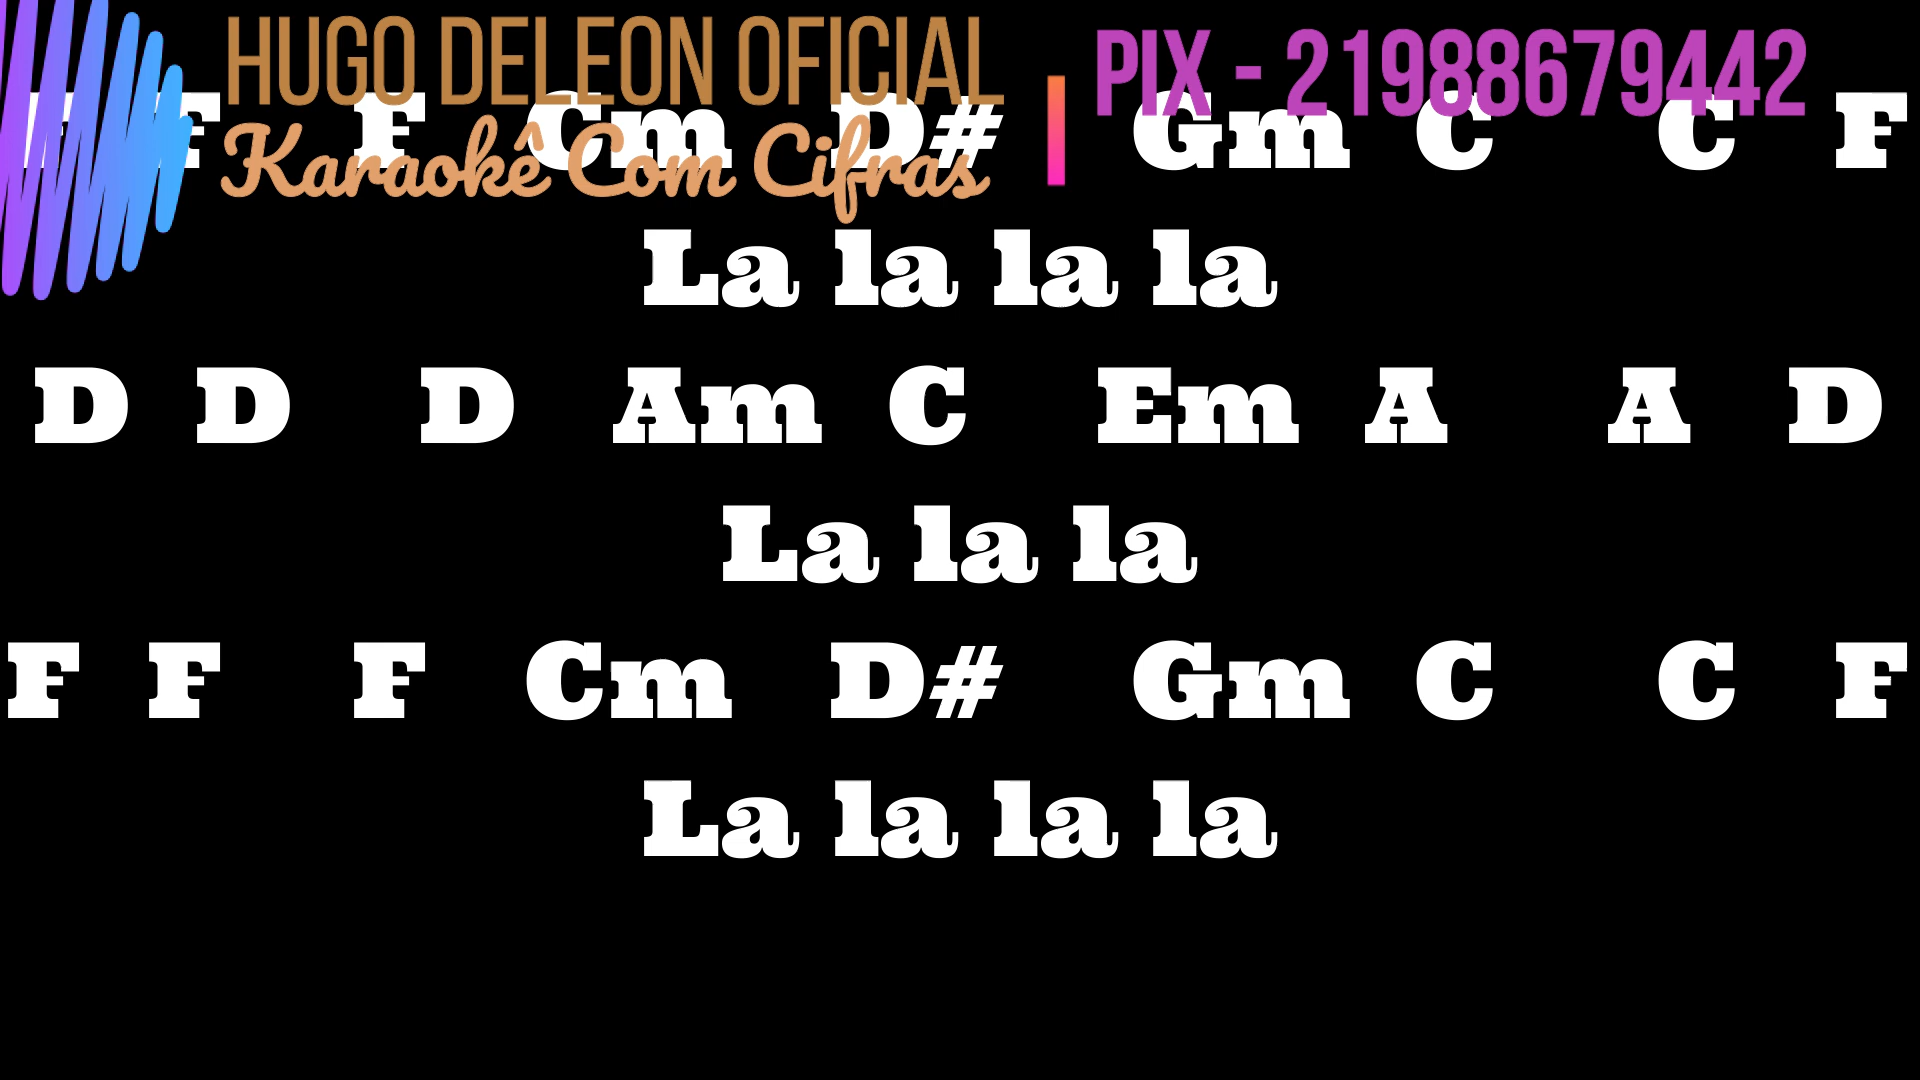 HUGO DELEON OFICIAL
PIX - 21988679442
Karaokê Com Cifras
F F F Cm D# Gm C C F
La la la la
D D D Am C Em A A D
La la la
F F F Cm D# Gm C C F
La la la la